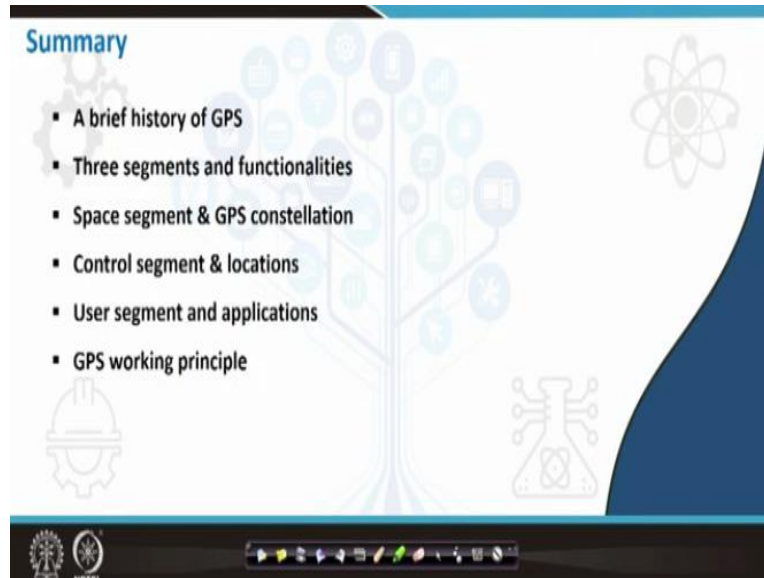 Summary
▪ A brief history of GPS
▪ Three segments and functionalities
▪ Space segment & GPS constellation
▪ Control segment & locations
▪ User segment and applications
▪ GPS working principle